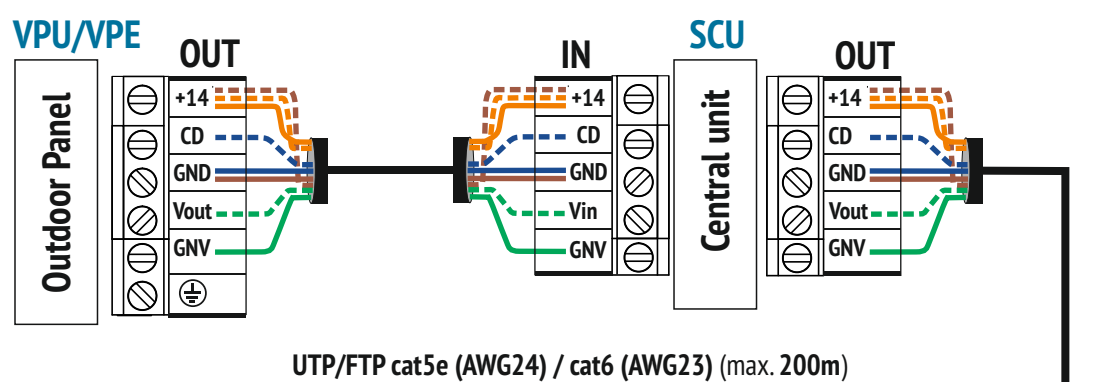 VPU/VPE
OUT
Outdoor Panel
+14
CD
GND
Vout
GNV
IN
+14
CD
GND
Vin
GNV
SCU
Central unit
OUT
+14
CD
GND
Vout
GNV
UTP/FTP cat5e (AWG24) / cat6 (AWG23) (max. 200m)